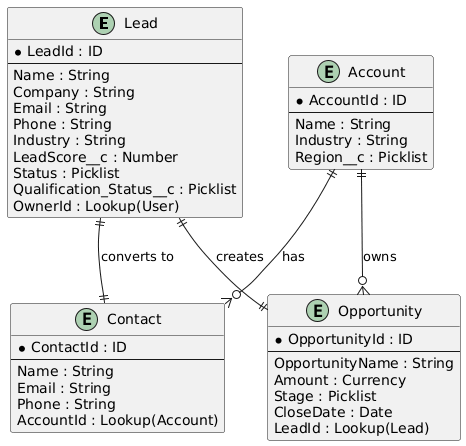 E Lead
* LeadId : ID
Name : String
Company : String
Email : String
Phone : String
Industry : String
LeadScore__c : Number
Status : Picklist
Qualification_Status__c : Picklist
OwnerId : Lookup(User)
E Account
* AccountId : ID
Name : String
Industry : String
Region__c : Picklist
converts to
creates
has
owns
E Contact
* ContactId : ID
Name : String
Email : String
Phone : String
AccountId : Lookup(Account)
E Opportunity
* OpportunityId : ID
OpportunityName : String
Amount : Currency
Stage : Picklist
CloseDate : Date
LeadId : Lookup(Lead)